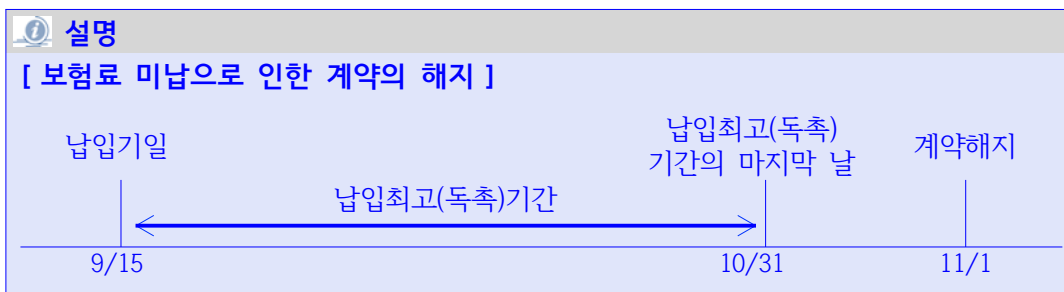 설명
[ 보험료 미납으로 인한 계약의 해지 ]
납입기일
납입최고(독촉)
기간의 마지막 날
계약해지
납입최고(독촉)기간
9/15
10/31
11/1